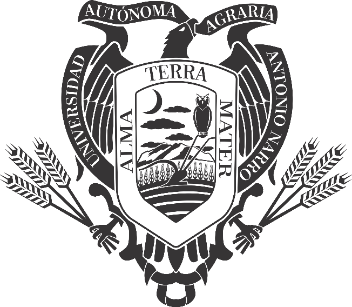 UNIVERSIDAD
AUTÓNOMA
AGRARIA
ANTONIO NARRO
ALMA
TERRA
MATER